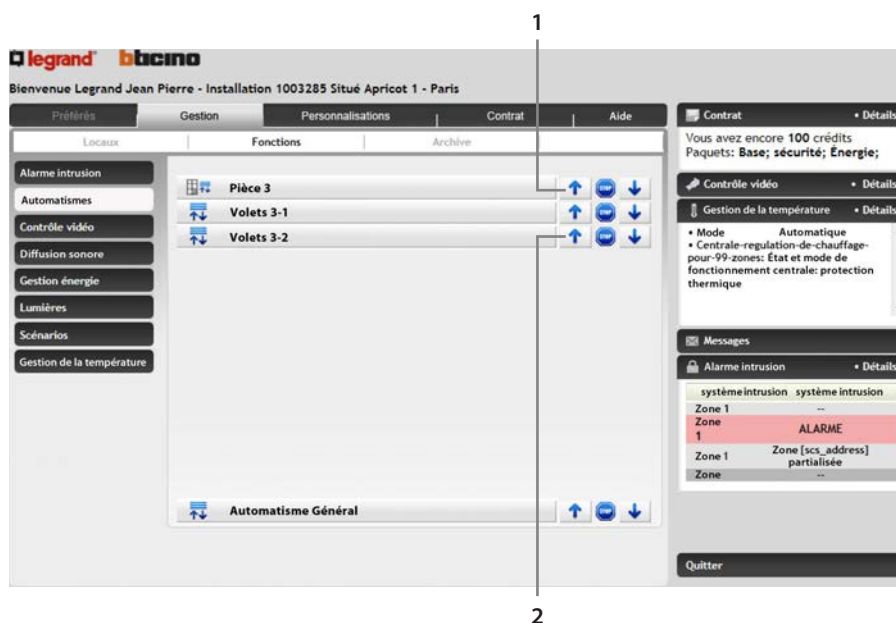 1
legrand bticino
Bienvenue Legrand Jean Pierre - Installation 1003285 Situé Apricot 1 - Paris
Préférés Gestion Personnalisations Contrat Aide
Locaux Fonctions Archive
Alarme intrusion
Automatismes
Contrôle vidéo
Diffusion sonore
Gestion énergie
Lumières
Scénarios
Gestion de la température
Pièce 3 STOP
Volets 3-1 STOP
Volets 3-2 STOP
Automatisme Général STOP
Contrat • Détails
Vous avez encore 100 crédits
Paquets: Base; sécurité; Énergie;
Contrôle vidéo • Détails
Gestion de la température • Détails
• Mode Automatique
• Centrale-regulation-de-chauffage-
pour-99-zones: État et mode de
fonctionnement centrale: protection
thermique
Messages
Alarme intrusion • Détails
système intrusion système intrusion
Zone 1 --
Zone
1 ALARME
Zone 1 Zone [scs_address]
partialisée
Zone --
Quitter
2